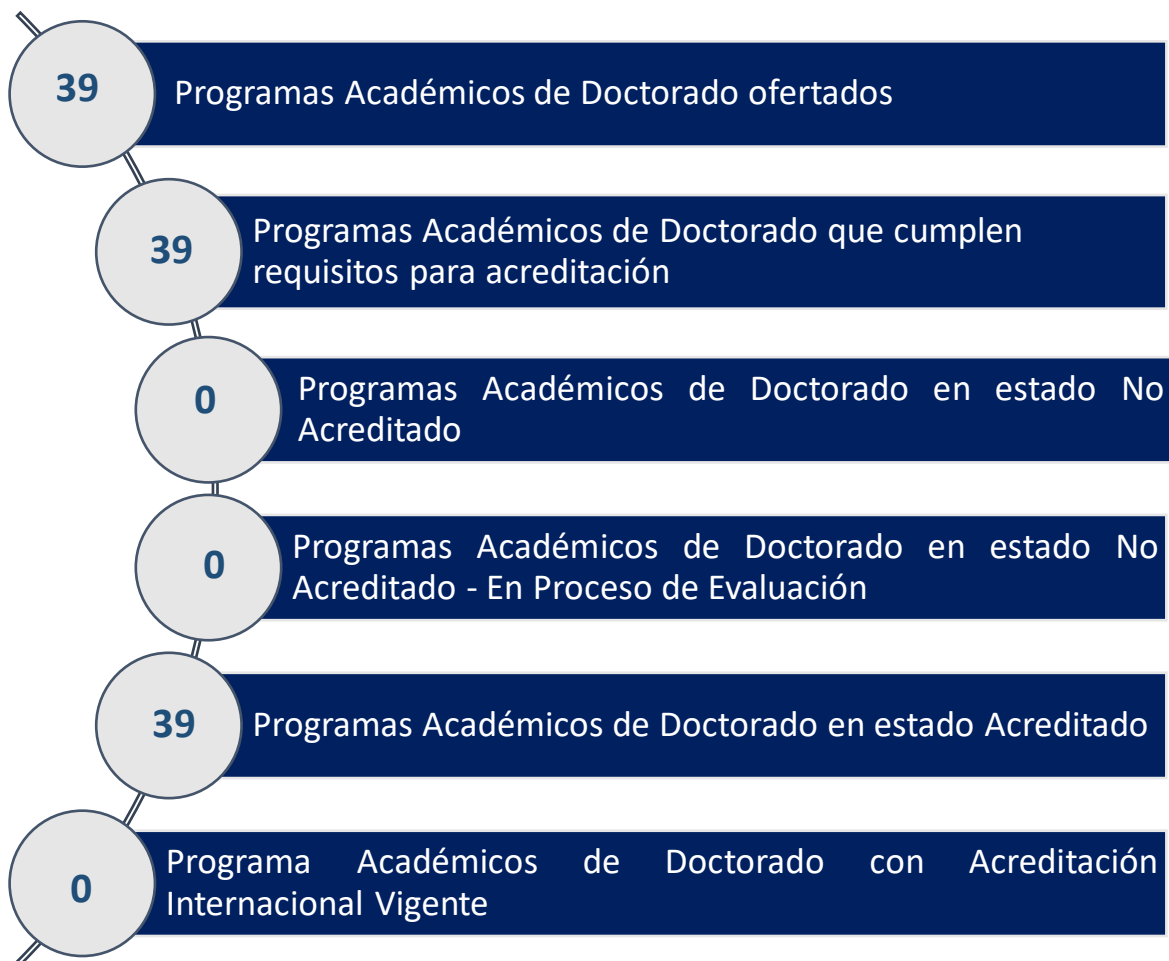 39
Programas Académicos de Doctorado ofertados
39
Programas Académicos de Doctorado que cumplen
requisitos para acreditación
0
Programas Académicos de Doctorado en estado No
Acreditado
0
Programas Académicos de Doctorado en estado No
Acreditado - En Proceso de Evaluación
39
Programas Académicos de Doctorado en estado Acreditado
0
Programa Académicos de Doctorado con Acreditación
Internacional Vigente